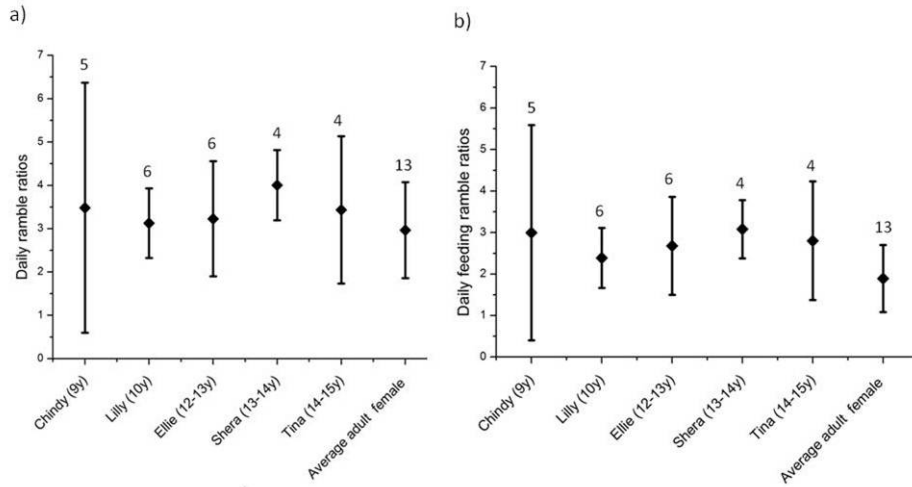 a)
Daily ramble ratios
7
6
5
4
3
2
1
0
5
6
6
4
4
13
Chindy (9y)
Lilly (10y)
Ellie (12-13y)
Shera (13-14y)
Tina (14-15y)
Average adult female
b)
Daily feeding ramble ratios
7
6
5
4
3
2
1
0
5
6
6
4
4
13
Chindy (9y)
Lilly (10y)
Ellie (12-13y)
Shera (13-14y)
Tina (14-15y)
Average adult female